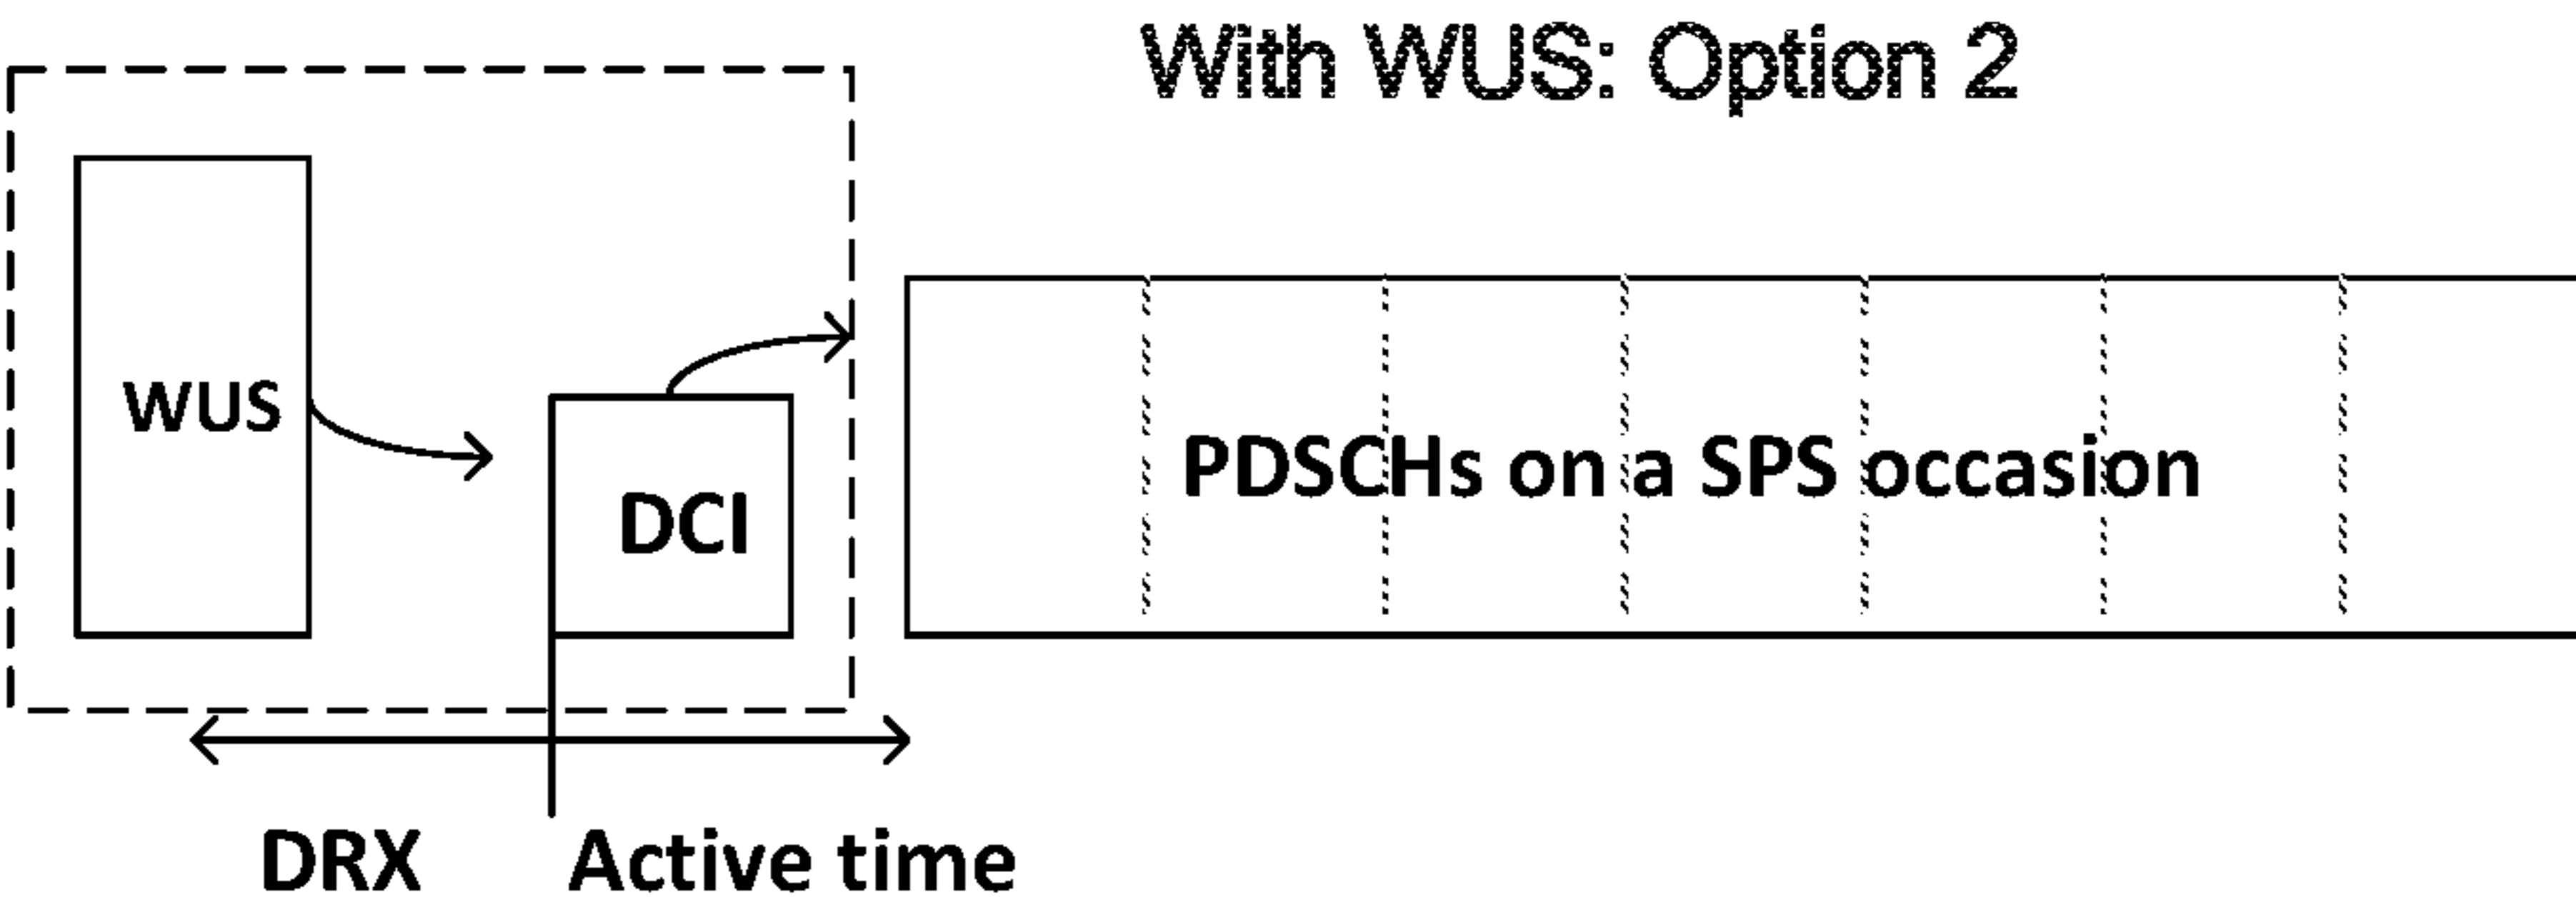 With WUS: Option 2
WUS
DCI
PDSCHs on a SPS occasion
DRX
Active time